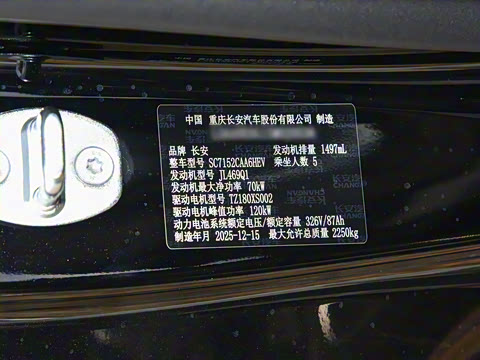 中国 重庆长安汽车股份有限公司 制造
品牌 长安 发动机排量 1497mL
整车型号 SC7152CAA6HEV 乘坐人数 5
发动机型号 JL469Q1
发动机最大净功率 70kW
驱动电机型号 TZ180XS002
驱动电机峰值功率 120kW
动力电池系统额定电压/额定容量 326V/87Ah
制造年月 2025-12-15 最大允许总质量 2250kg